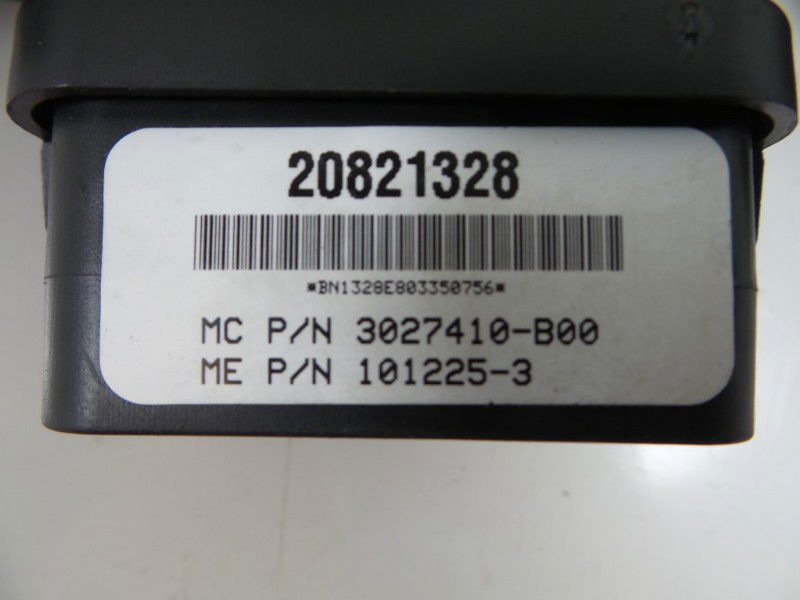 20821328
*BN1328E803350756*
MC P/N 3027410-B00
ME P/N 101225-3